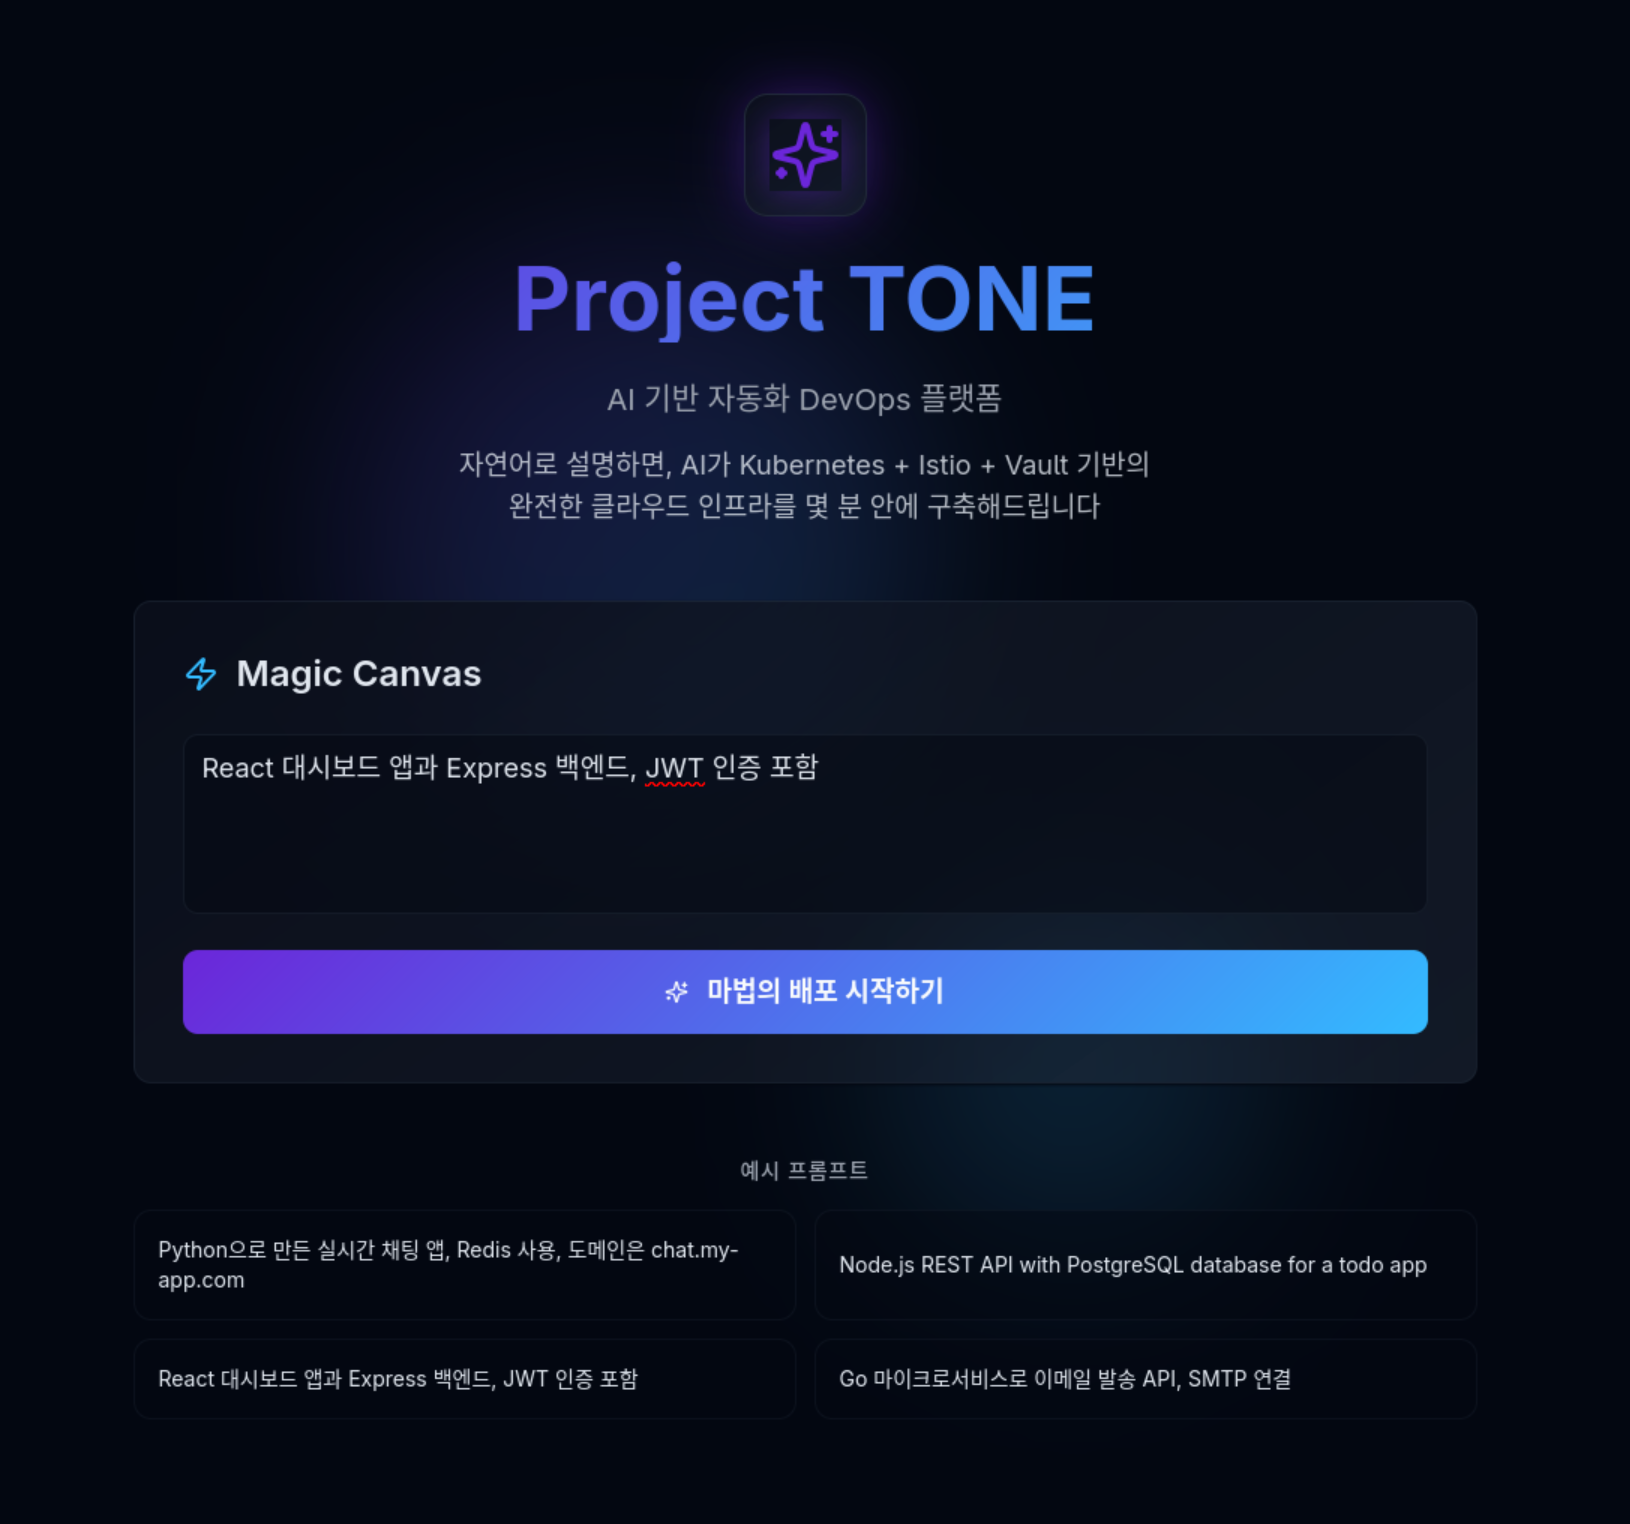 Project TONE
AI 기반 자동화 DevOps 플랫폼
자연어로 설명하면, AI가 Kubernetes + Istio + Vault 기반의
완전한 클라우드 인프라를 몇 분 안에 구축해드립니다
Magic Canvas
React 대시보드 앱과 Express 백엔드, JWT 인증 포함
마법의 배포 시작하기
예시 프롬프트
Python으로 만든 실시간 채팅 앱, Redis 사용, 도메인은 chat.my-
app.com
Node.js REST API with PostgreSQL database for a todo app
React 대시보드 앱과 Express 백엔드, JWT 인증 포함
Go 마이크로서비스로 이메일 발송 API, SMTP 연결